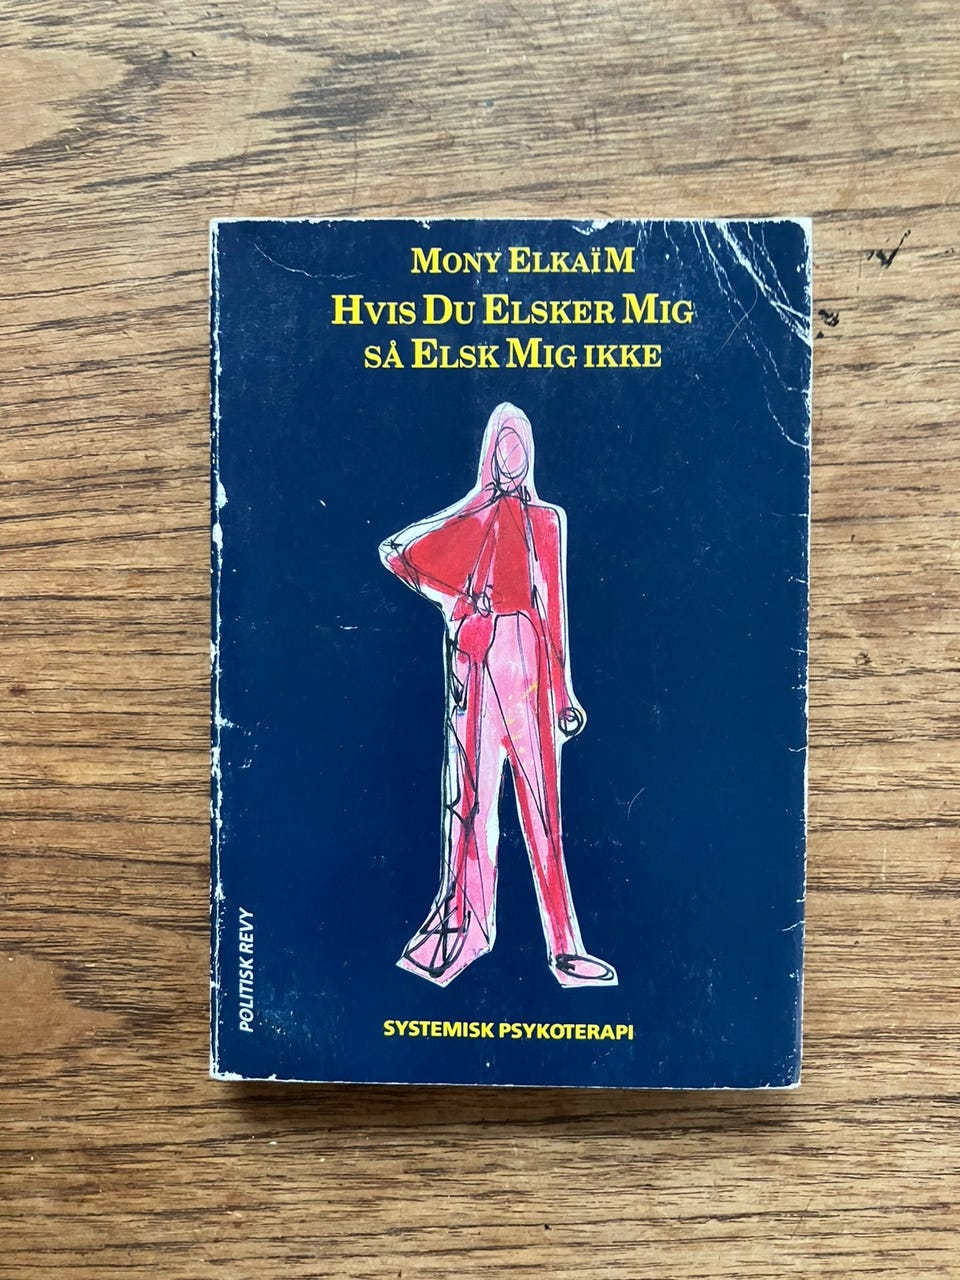 MONY ELKAÏM
HVIS DU ELSKER MIG
SÅ ELSK MIG IKKE
POLITISK REVY
SYSTEMISK PSYKOTERAPI